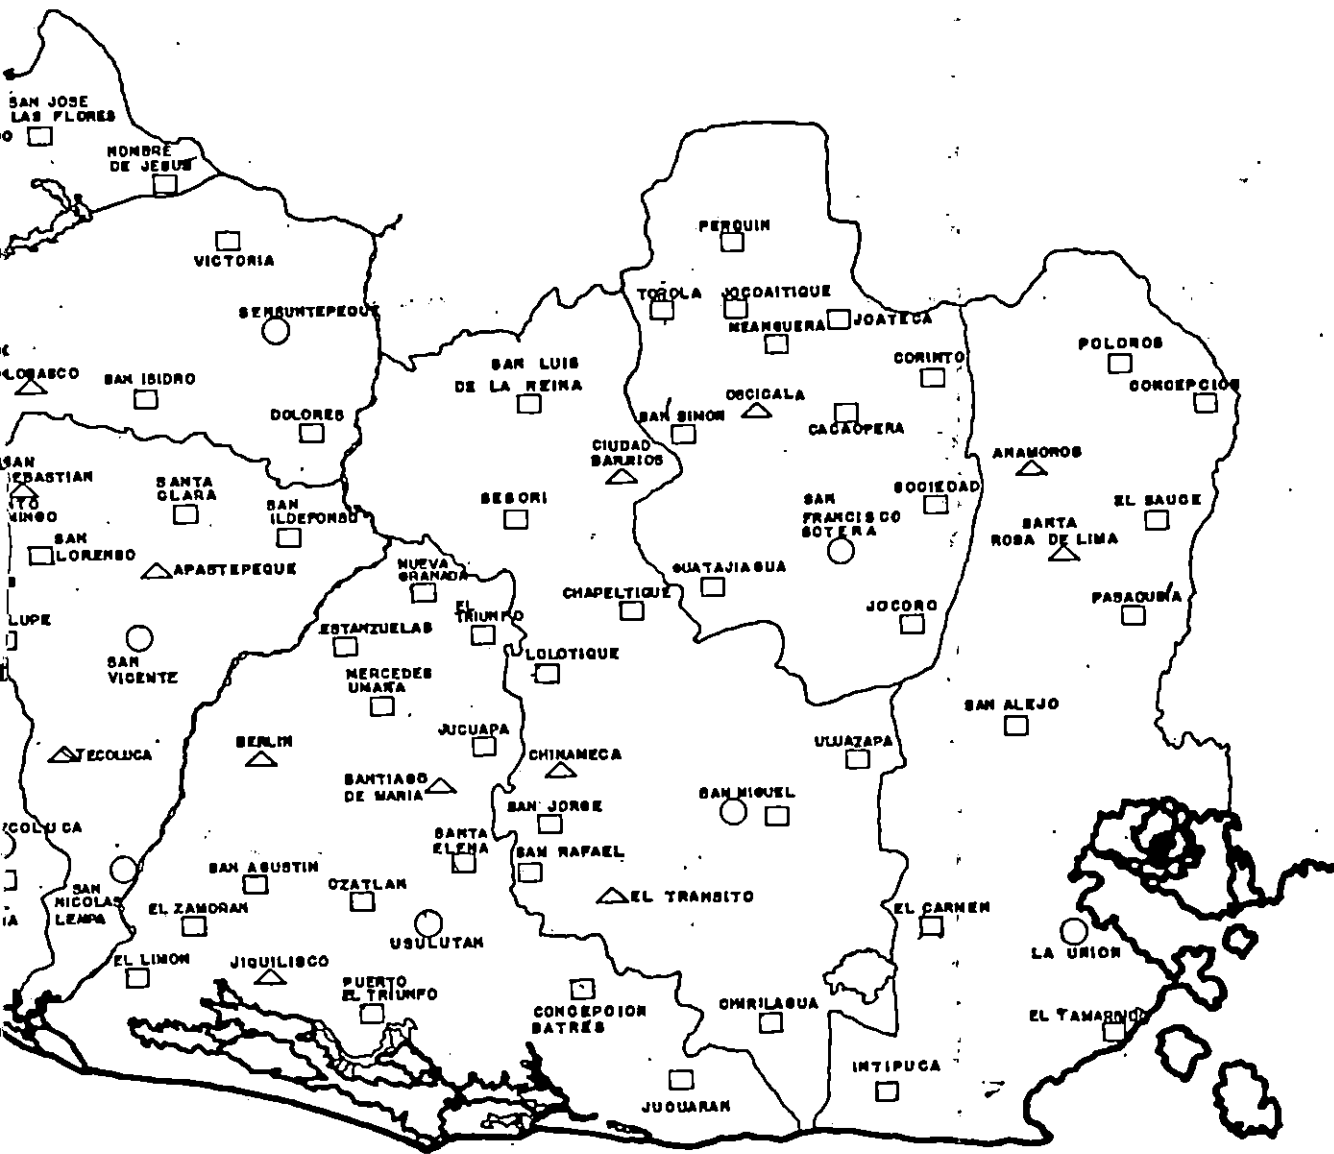 SAN JOSE
LAS FLORES
NOMBRE
DE JESUS
VICTORIA
SENSUNTEPEQUE
SAN ISIDRO
DOLORES
PERQUIN
TOROLA
JOCOAITIQUE
MEANGUERA
JOATECA
CORINTO
POLOROS
CONCEPCION
SAN LUIS
DE LA REINA
OSCICALA
SAN SIMON
CACAOPERA
CIUDAD
BARRIOS
ANAMOROS
SAN
EBASTIAN
SANTA
CLARA
SAN
ILDEFONSO
SESORI
SAN
FRANCISCO
GOTERA
SOCIEDAD
EL SAUCE
SANTA
ROSA DE LIMA
SAN
LORENSO
APASTEPEQUE
NUEVA
GRANADA
GUATAJIAGUA
CHAPELTIQUE
PASAQUINA
JOCORO
LUPE
EL
TRIUNFO
ESTANZUELAS
SAN
VICENTE
LOLOTIQUE
MERCEDES
UMAÑA
SAN ALEJO
TECOLUCA
BERLIN
JUCUAPA
CHINAMECA
ULUAZAPA
SANTIAGO
DE MARIA
SAN JORGE
SAN MIGUEL
SANTA
ELENA
SAN RAFAEL
SAN AGUSTIN
OZATLAN
EL TRANSITO
SAN
NICOLAS
LEMPA
EL ZAMORAN
USULUTAN
EL CARMEN
LA UNION
EL LIMON
JIQUILISCO
PUERTO
EL TRIUNFO
CONCEPCION
BATRES
CHIRILAGUA
EL TAMARINDO
INTIPUCA
JUCUARAN